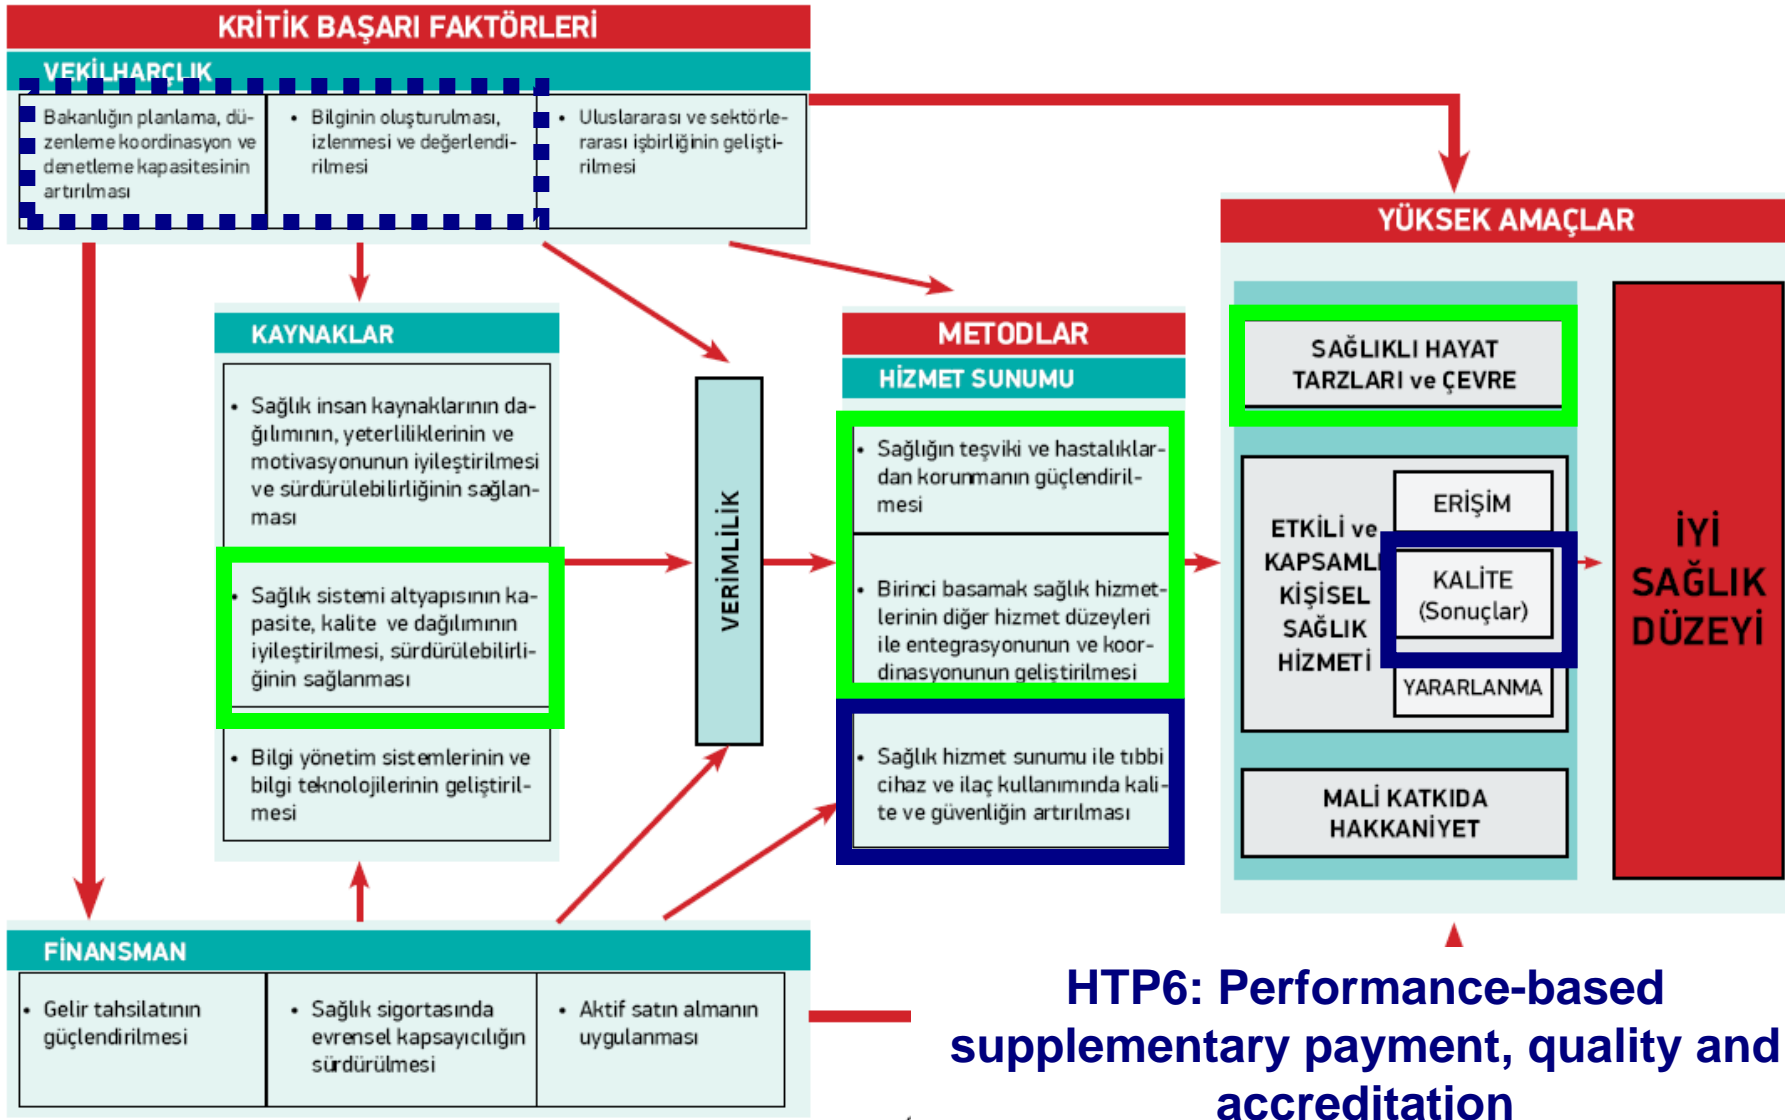 KRİTİK BAŞARI FAKTÖRLERİ
VEKİLHARÇLIK
Bakanlığın planlama, dü-
zenleme koordinasyon ve
denetleme kapasitesinin
artırılması
• Bilginin oluşturulması,
izlenmesi ve değerlendi-
rilmesi
• Uluslararası ve sektörle-
rarası işbirliğinin gelişti-
rilmesi
KAYNAKLAR
• Sağlık insan kaynaklarının da-
ğılımının, yeterliliklerinin ve
motivasyonunun iyileştirilmesi
ve sürdürülebilirliğinin sağlan-
ması
• Sağlık sistemi altyapısının ka-
pasite, kalite ve dağılımının
iyileştirilmesi, sürdürülebilirli-
ğinin sağlanması
• Bilgi yönetim sistemlerinin ve
bilgi teknolojilerinin geliştiril-
mesi
VERİMLİLİK
METODLAR
HİZMET SUNUMU
• Sağlığın teşviki ve hastalıklar-
dan korunmanın güçlendiril-
mesi
• Birinci basamak sağlık hizmet-
lerinin diğer hizmet düzeyleri
ile entegrasyonunun ve koor-
dinasyonunun geliştirilmesi
• Sağlık hizmet sunumu ile tıbbi
cihaz ve ilaç kullanımında kali-
te ve güvenliğin artırılması
YÜKSEK AMAÇLAR
SAĞLIKLI HAYAT
TARZLARI ve ÇEVRE
ETKİLİ ve
KAPSAMLI
KİŞİSEL
SAĞLIK
HİZMETİ
ERİŞİM
KALİTE
(Sonuçlar)
YARARLANMA
MALİ KATKIDA
HAKKANİYET
İYİ
SAĞLIK
DÜZEYİ
FİNANSMAN
• Gelir tahsilatının
güçlendirilmesi
• Sağlık sigortasında
evrensel kapsayıcılığın
sürdürülmesi
• Aktif satın almanın
uygulanması
HTP6: Performance-based
supplementary payment, quality and
accreditation